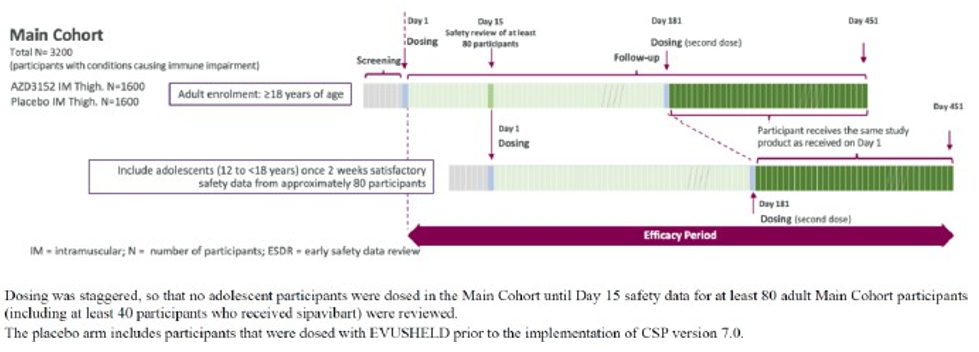 Main Cohort
Total N= 3200
(participants with conditions causing immune impairment)
AZD3152 IM Thigh. N=1600
Placebo IM Thigh. N=1600
Adult enrolment: ≥18 years of age
Screening
Day 1
Dosing
Day 15
Safety review of at least
80 participants
Follow-up
Day 181
Dosing (second dose)
Day 451
Day 1
Dosing
Participant receives the same study
product as received on Day 1
Day 451
Include adolescents (12 to <18 years) once 2 weeks satisfactory
safety data from approximately 80 participants
Day 181
Dosing (second dose)
Efficacy Period
IM = intramuscular; N = number of participants; ESDR = early safety data review
Dosing was staggered, so that no adolescent participants were dosed in the Main Cohort until Day 15 safety data for at least 80 adult Main Cohort participants
(including at least 40 participants who received sipavibart) were reviewed.
The placebo arm includes participants that were dosed with EVUSHELD prior to the implementation of CSP version 7.0.